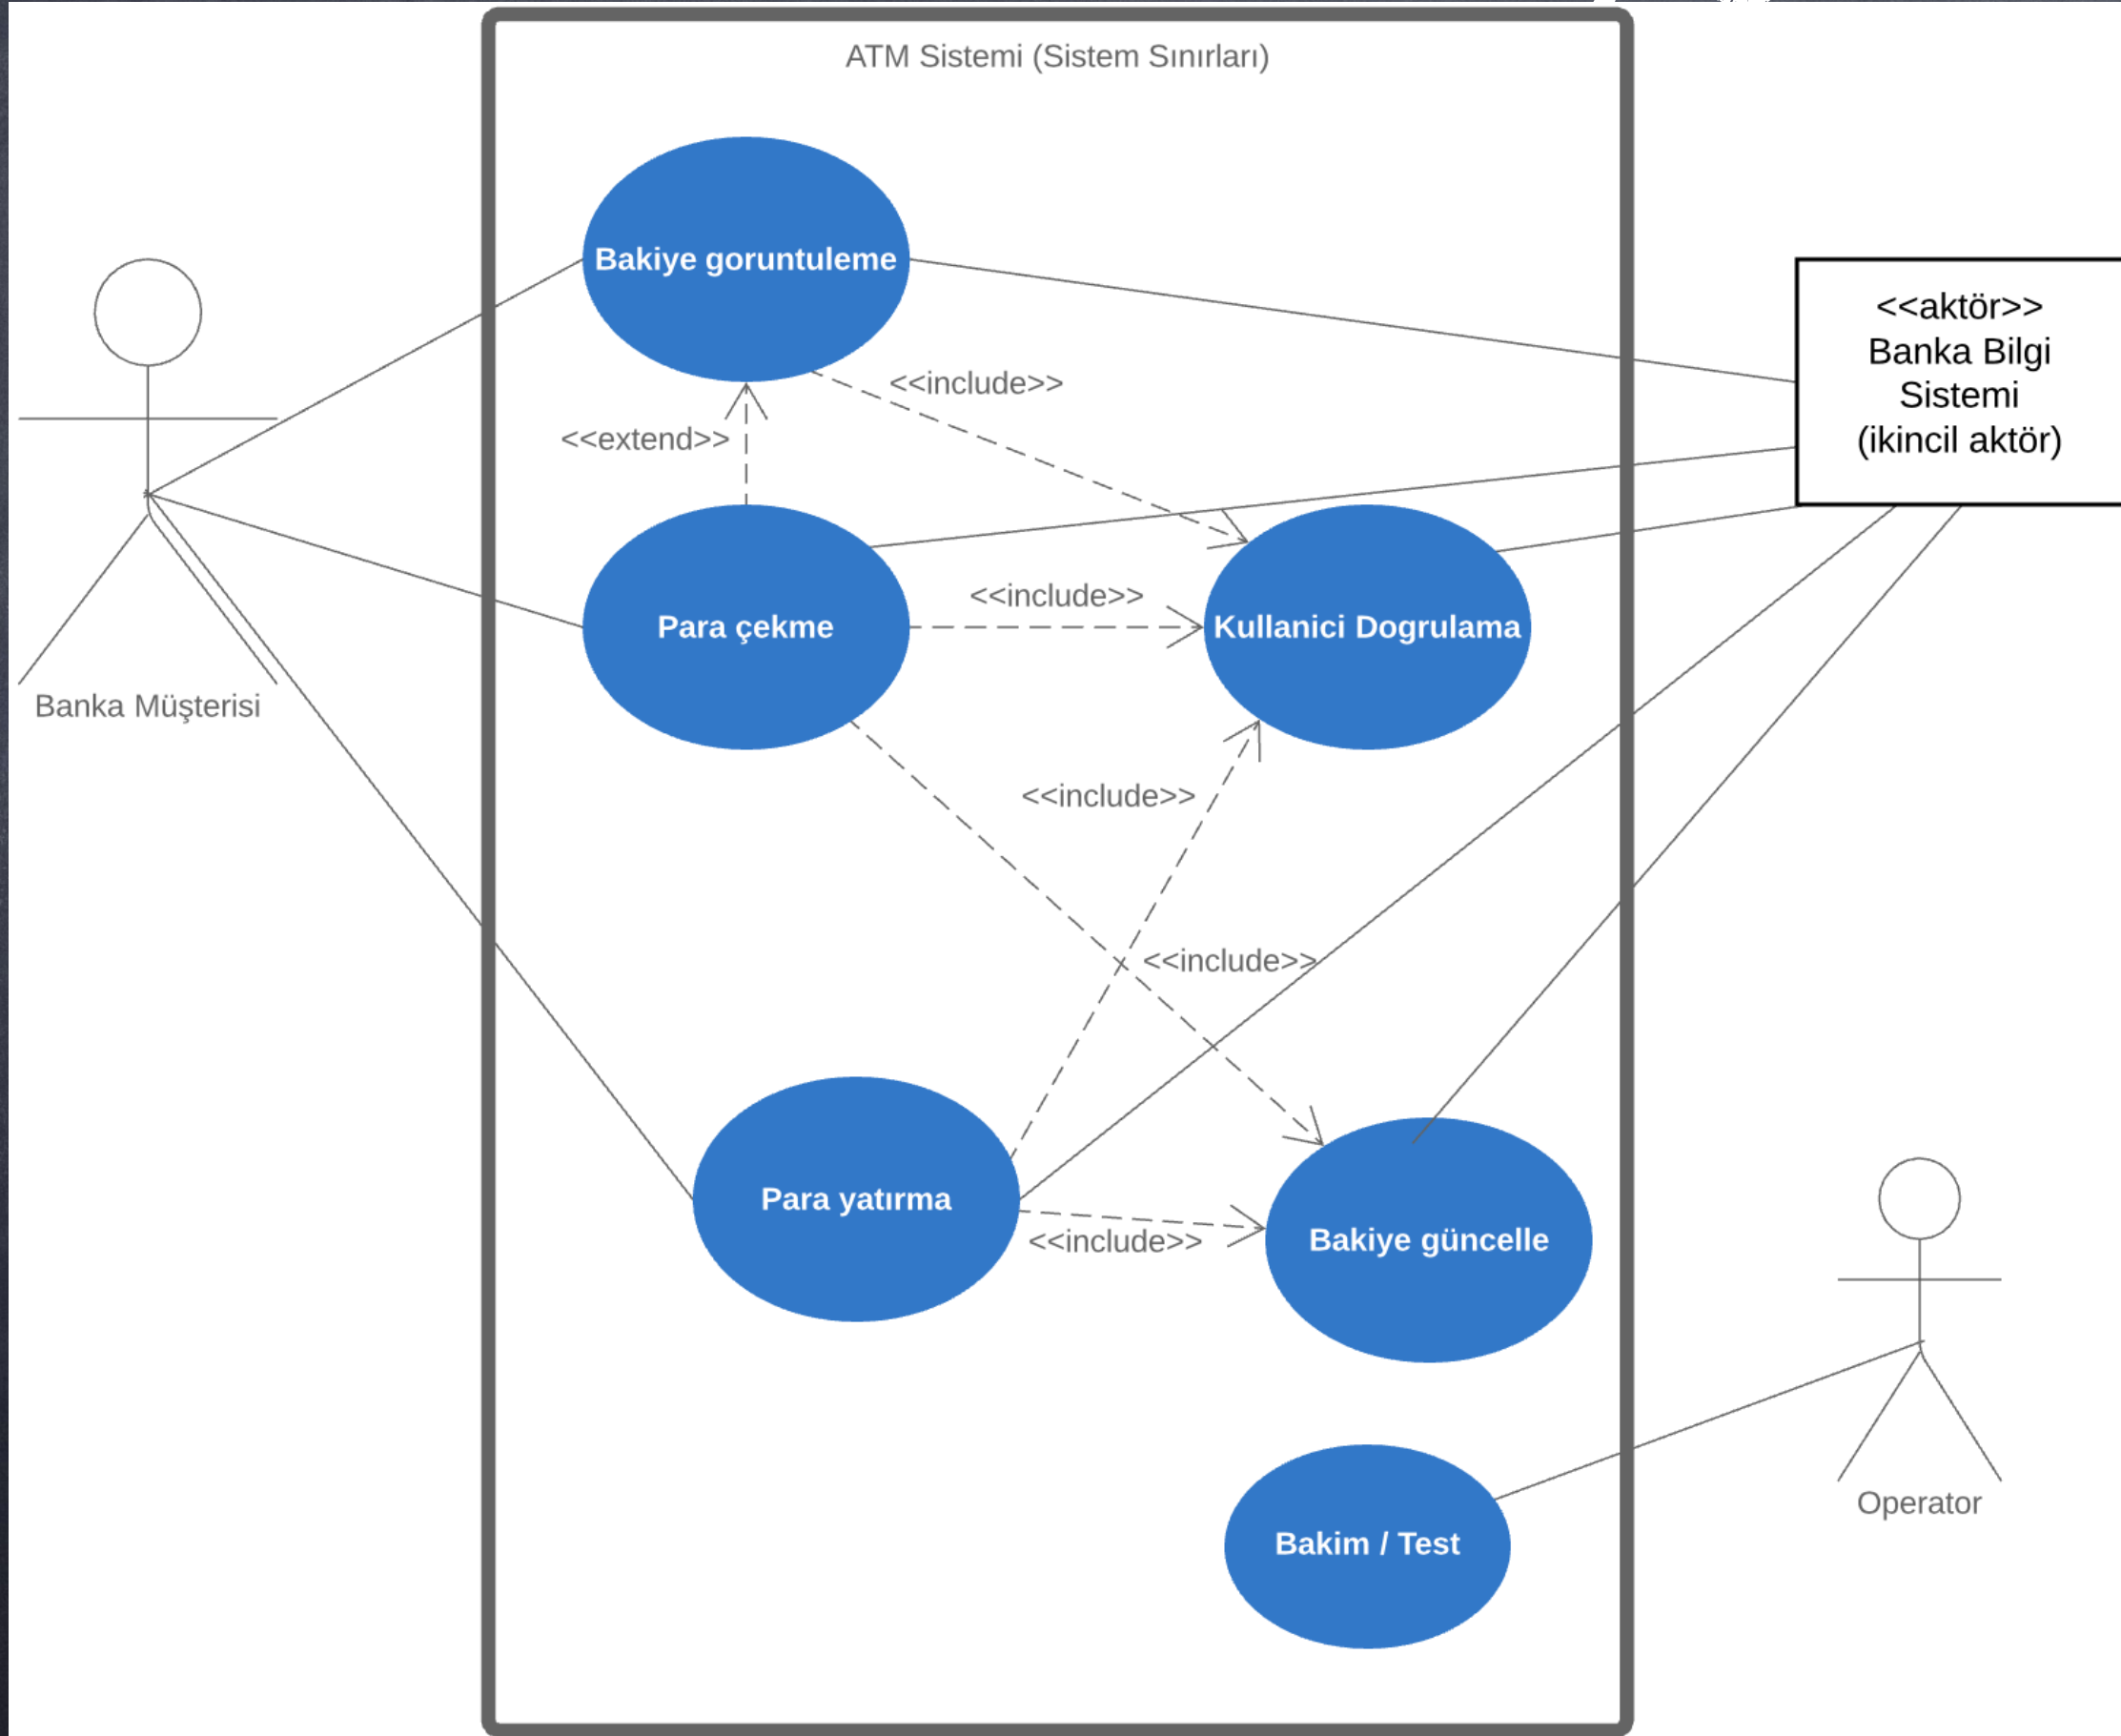 ATM Sistemi (Sistem Sınırları)
Bakiye goruntuleme
<<aktör>>
Banka Bilgi
Sistemi
(ikincil aktör)
<<include>>
<<extend>>
<<include>>
Para çekme
Kullanici Dogrulama
Banka Müşterisi
<<include>>
<<include>>
Para yatırma
<<include>>
Bakiye güncelle
Operator
Bakim / Test